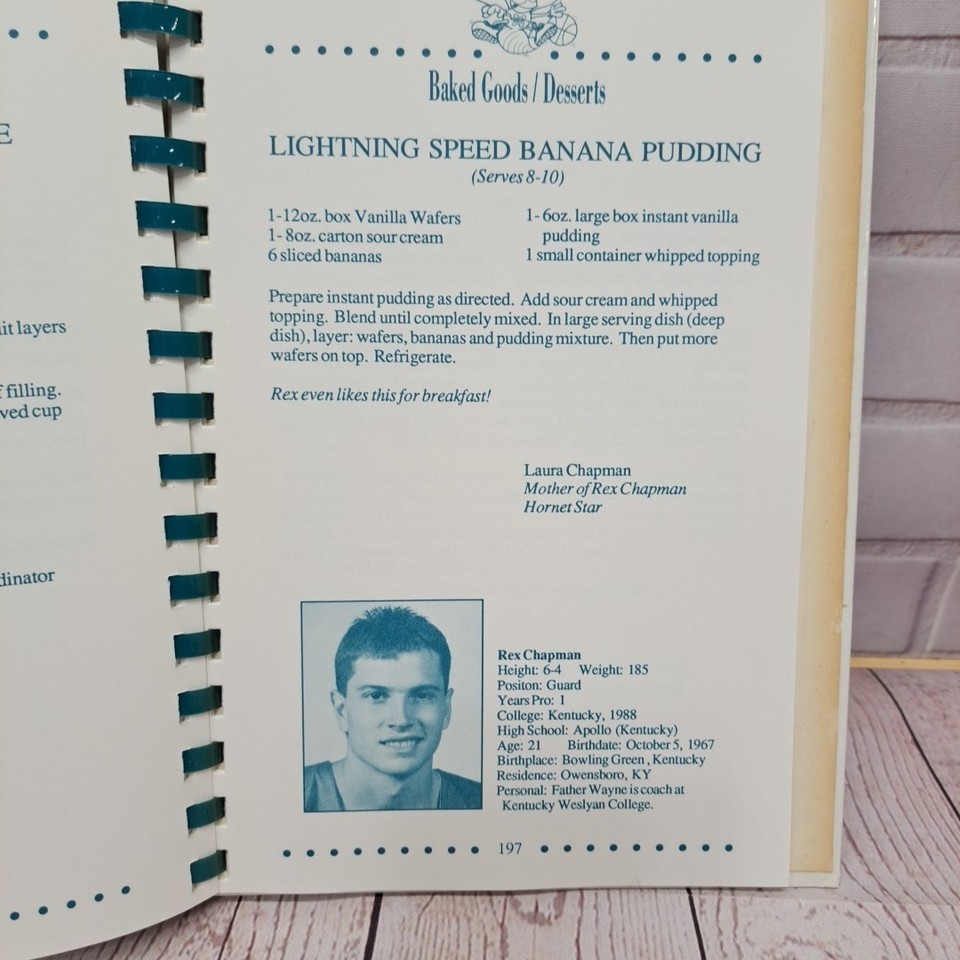 E
it layers
f filling.
ved cup
dinator
Baked Goods / Desserts
LIGHTNING SPEED BANANA PUDDING
(Serves 8-10)
1-12oz. box Vanilla Wafers
1- 8oz. carton sour cream
6 sliced bananas
1- 6oz. large box instant vanilla
pudding
1 small container whipped topping
Prepare instant pudding as directed. Add sour cream and whipped
topping. Blend until completely mixed. In large serving dish (deep
dish), layer: wafers, bananas and pudding mixture. Then put more
wafers on top. Refrigerate.
Rex even likes this for breakfast!
Laura Chapman
Mother of Rex Chapman
Hornet Star
Rex Chapman
Height: 6-4 Weight: 185
Positon: Guard
Years Pro: 1
College: Kentucky, 1988
High School: Apollo (Kentucky)
Age: 21 Birthdate: October 5, 1967
Birthplace: Bowling Green , Kentucky
Residence: Owensboro, KY
Personal: Father Wayne is coach at
Kentucky Weslyan College.
197